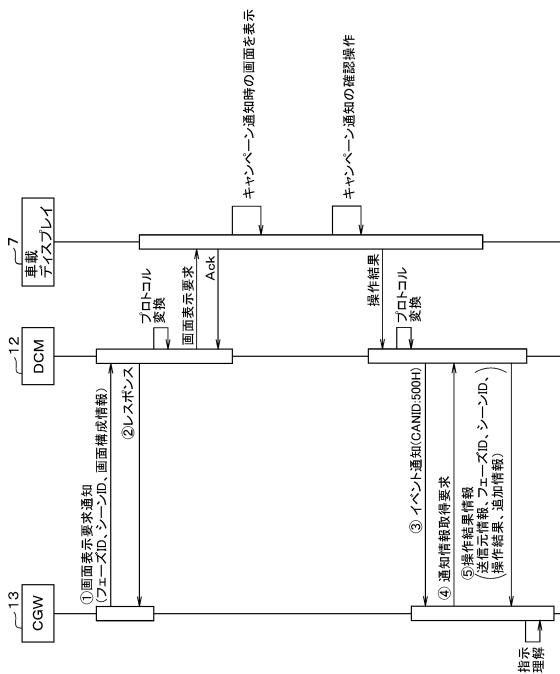 13
CGW
12
DCM
7
車載
ディスプレイ
①画面表示要求通知
(フェーズID、シーンID、画面構成情報)
②レスポンス
プロトコル
変換
画面表示要求
Ack
キャンペーン通知時の画面を表示
キャンペーン通知の確認操作
操作結果
プロトコル
変換
③ イベント通知(CANID:500H)
④ 通知情報取得要求
⑤操作結果情報
(送信元情報、フェーズID、シーンID、
操作結果、追加情報)
指示
理解